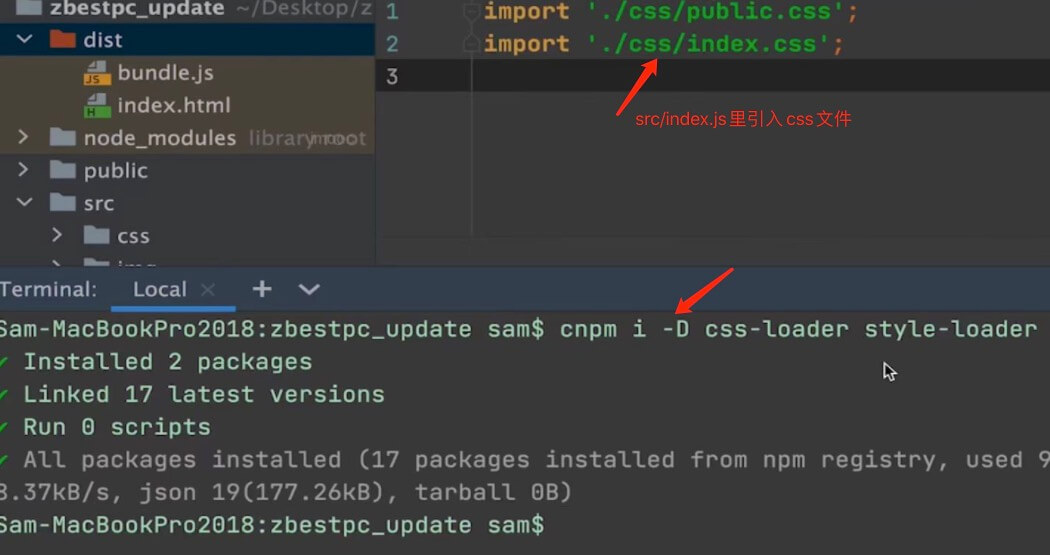 zbestpc_update ~/Desktop/z
dist
bundle.js
index.html
node_modules library root
public
src
css
1 import './css/public.css';
2 import './css/index.css';
3
src/index.js里引入css文件
Terminal: Local × +
Sam-MacBookPro2018:zbestpc_update sam$ cnpm i -D css-loader style-loader
✓ Installed 2 packages
✓ Linked 17 latest versions
✓ Run 0 scripts
✓ All packages installed (17 packages installed from npm registry, used 9
8.37kB/s, json 19(177.26kB), tarball 0B)
Sam-MacBookPro2018:zbestpc_update sam$